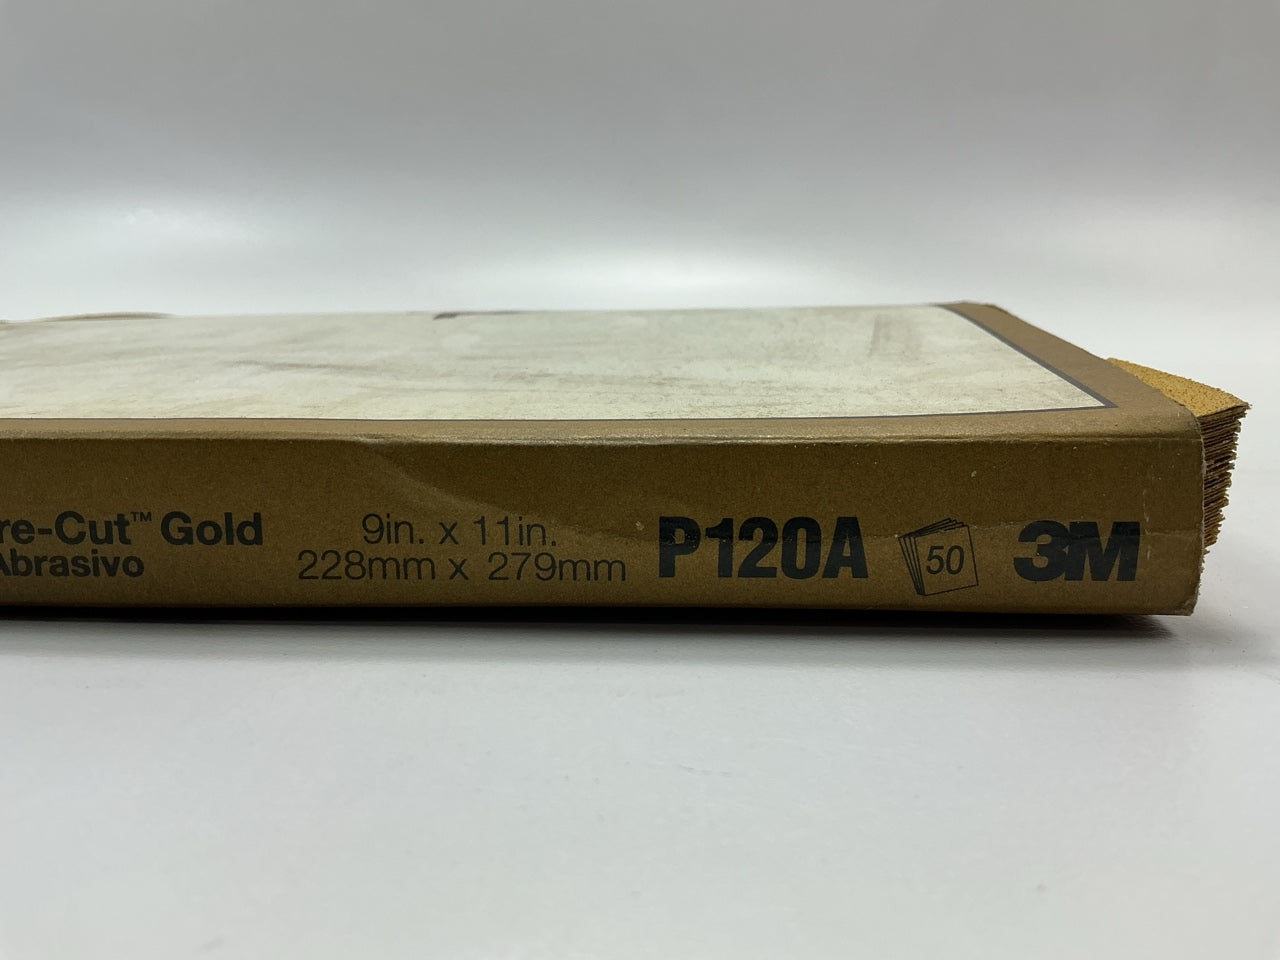 re-Cut™ Gold
Abrasivo
9in. x 11in.
228mm x 279mm
P120A
50
3M